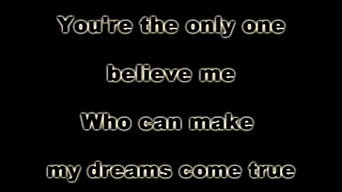 You're the only one
believe me
Who can make
my dreams come true